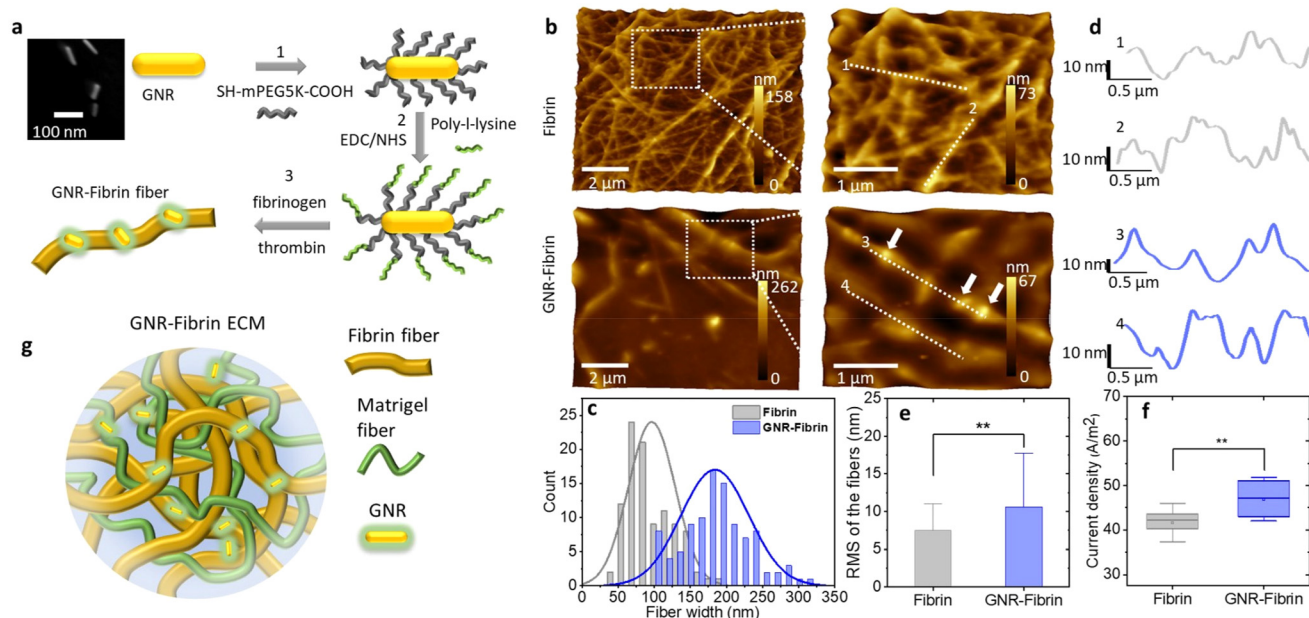 a
GNR
100 nm
1
SH-mPEG5K-COOH
2
EDC/NHS
Poly-l-lysine
3
fibrinogen
thrombin
GNR-Fibrin fiber
b
Fibrin
nm
158
0
2 µm
1
2
nm
73
0
1 µm
GNR-Fibrin
nm
262
0
2 µm
3
4
nm
67
0
1 µm
d
1
10 nm
0.5 µm
2
10 nm
0.5 µm
3
10 nm
0.5 µm
4
10 nm
0.5 µm
g
GNR-Fibrin ECM
Fibrin fiber
Matrigel
fiber
GNR
c
Fibrin
GNR-Fibrin
Count
25
20
15
10
5
0
0 50 100 150 200 250 300 350
Fiber width (nm)
e
**
RMS of the fibers (nm)
25
20
15
10
5
0
Fibrin GNR-Fibrin
f
**
Current density (A/m2)
70
60
50
40
30
Fibrin GNR-Fibrin